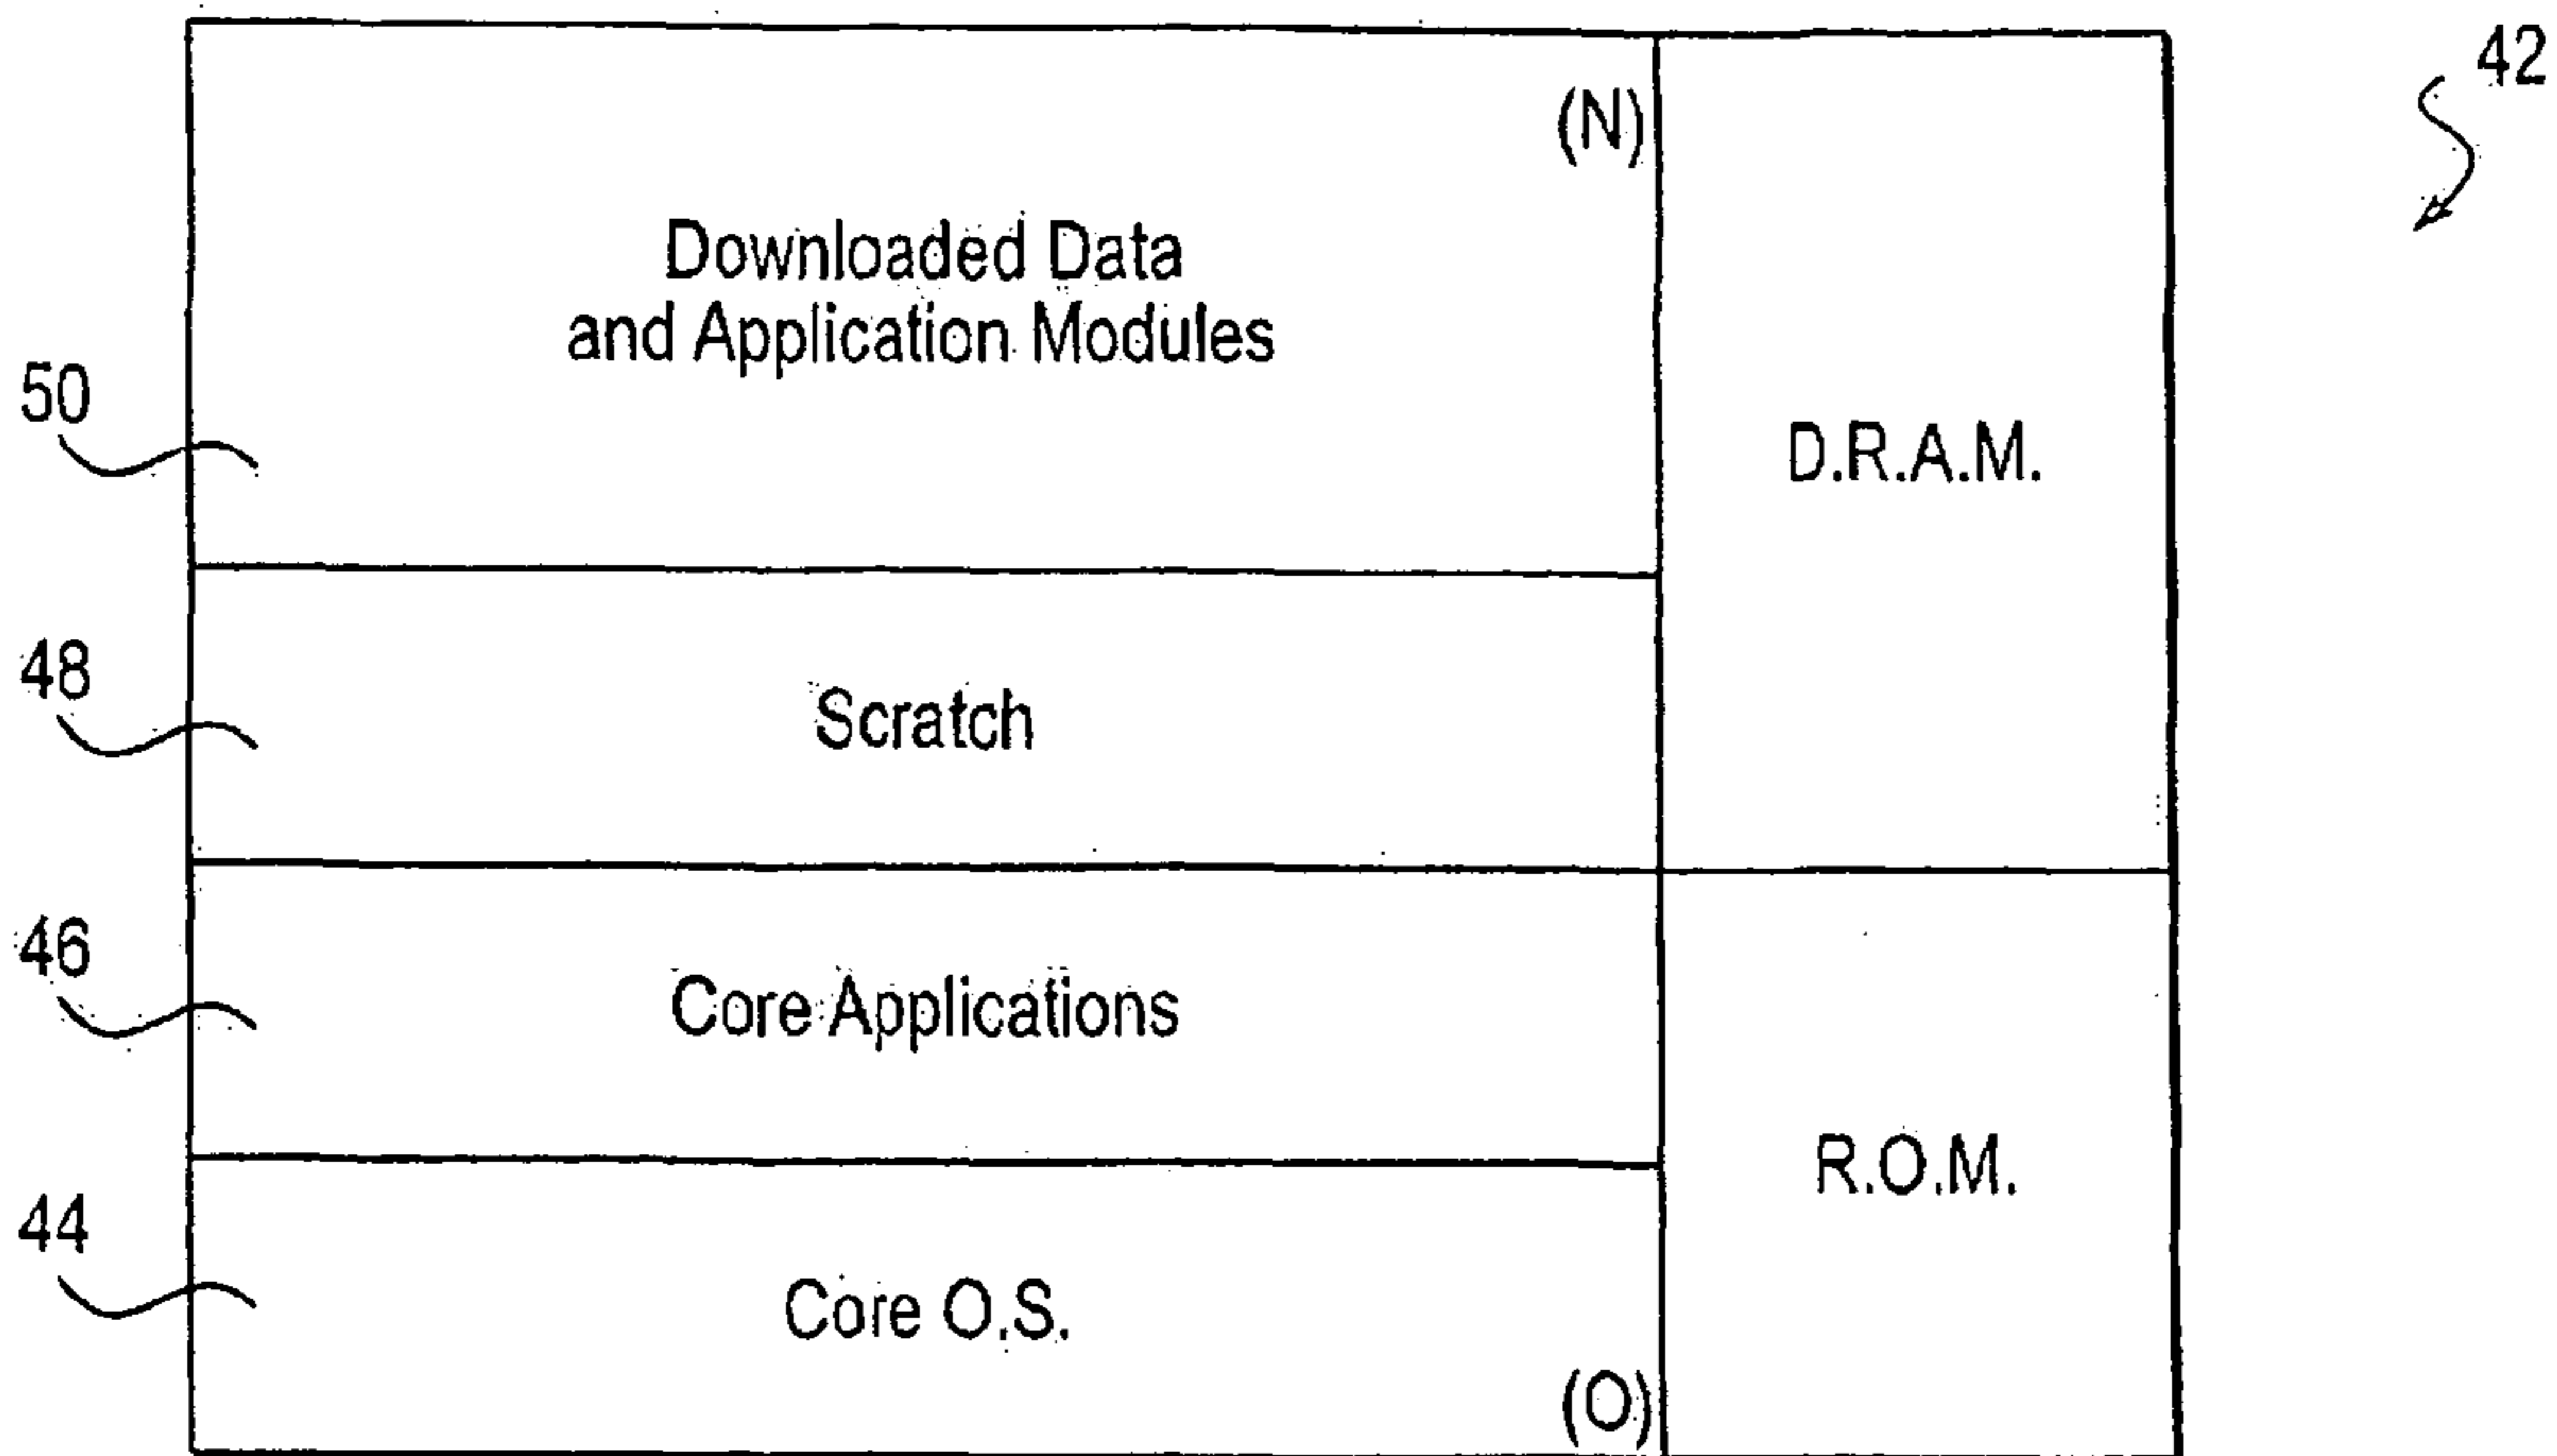 42
(N)
Downloaded Data
and Application Modules
50
D.R.A.M.
48
Scratch
46
Core Applications
R.O.M.
44
Core O.S.
(O)